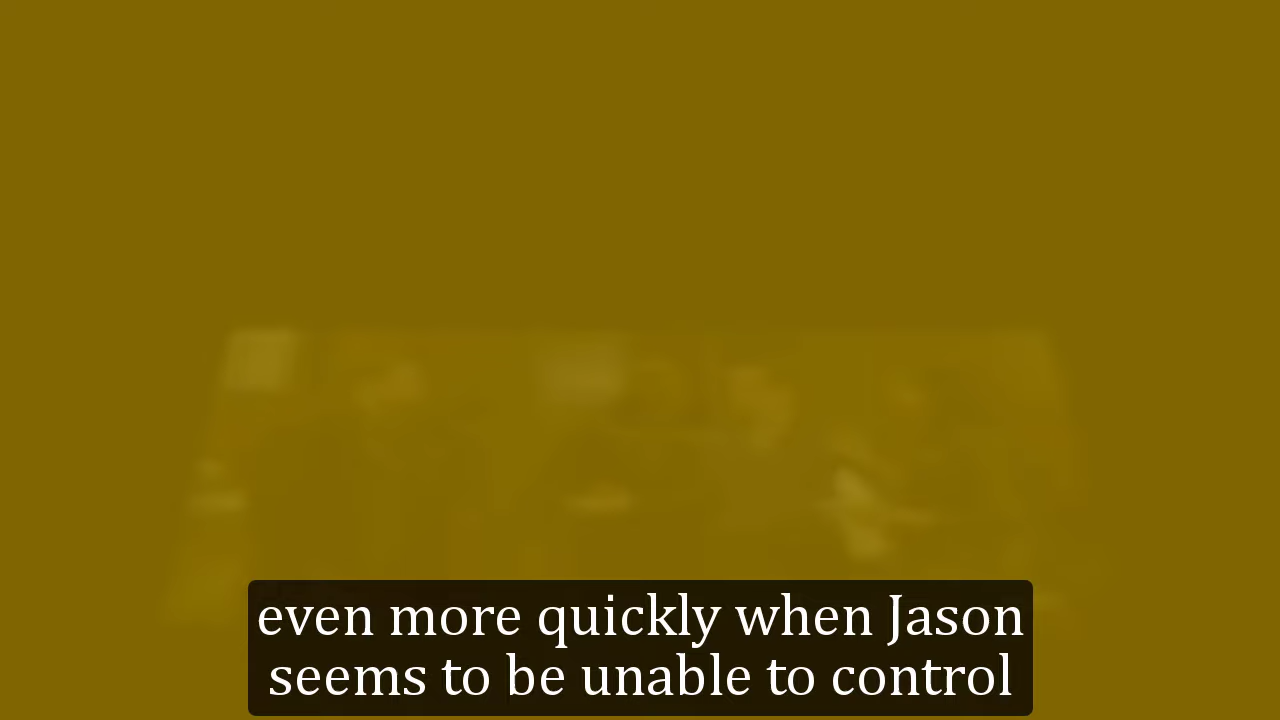 even more quickly when Jason
seems to be unable to control